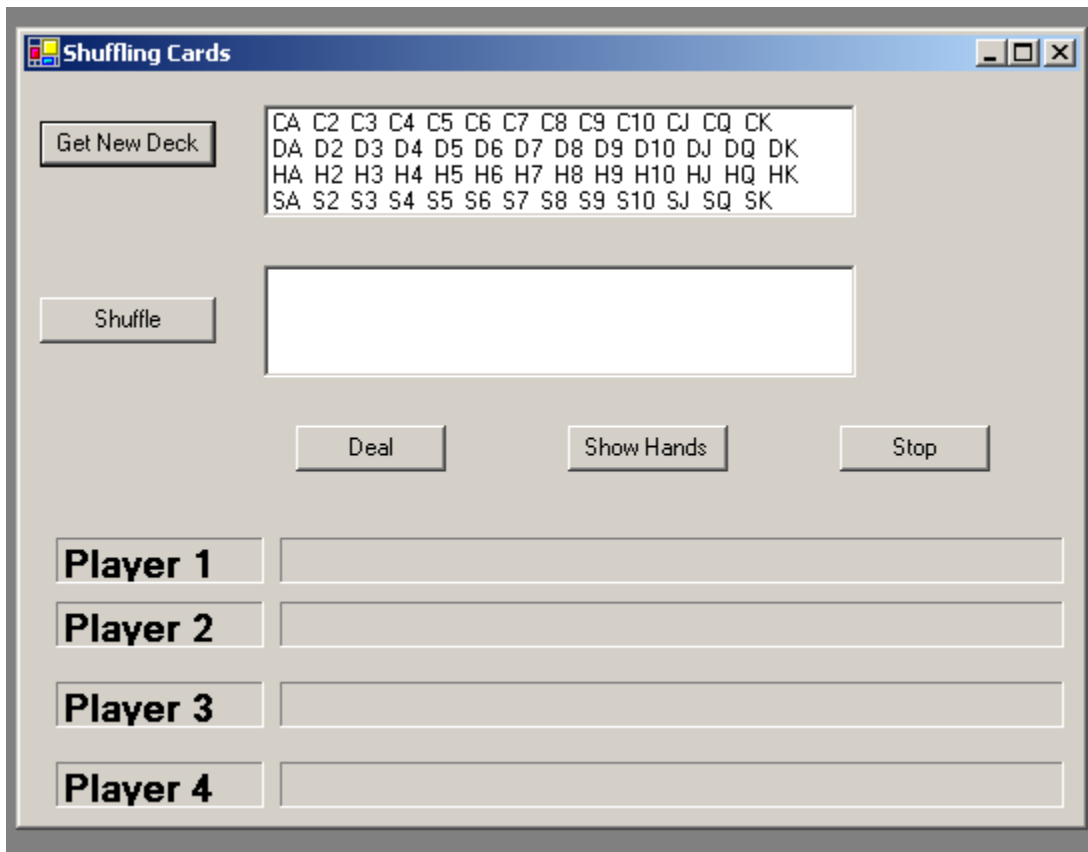 Shuffling Cards
Get New Deck
CA C2 C3 C4 C5 C6 C7 C8 C9 C10 CJ CQ CK
DA D2 D3 D4 D5 D6 D7 D8 D9 D10 DJ DQ DK
HA H2 H3 H4 H5 H6 H7 H8 H9 H10 HJ HQ HK
SA S2 S3 S4 S5 S6 S7 S8 S9 S10 SJ SQ SK
Shuffle
Deal Show Hands Stop
Player 1
Player 2
Player 3
Player 4